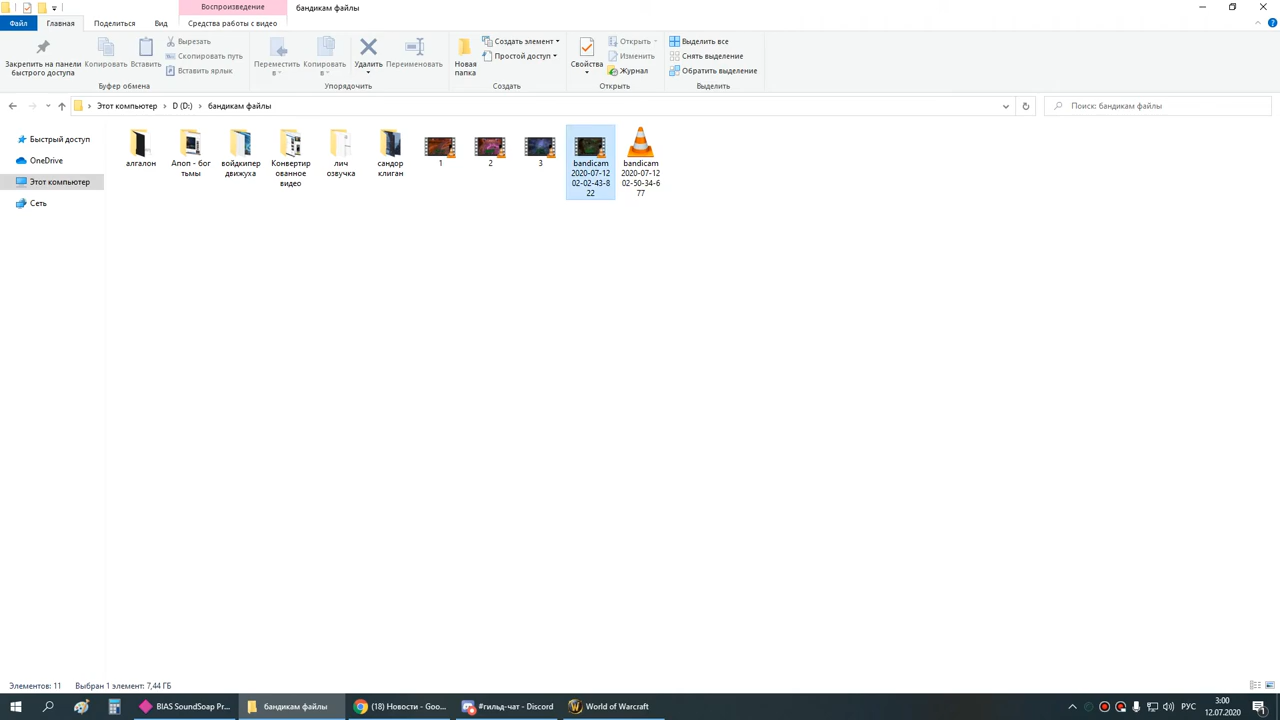 Воспроизведение
бандикам файлы
Файл
Главная
Поделиться
Вид
Средства работы с видео
Закрепить на панели
быстрого доступа
Копировать
Вставить
Вырезать
Скопировать путь
Вставить ярлык
Буфер обмена
Переместить
в
Копировать
в
Удалить
Переименовать
Упорядочить
Новая
папка
Создать элемент
Простой доступ
Создать
Свойства
Открыть
Изменить
Журнал
Открыть
Выделить все
Снять выделение
Обратить выделение
Выделить
Этот компьютер
D (D:)
бандикам файлы
Поиск: бандикам файлы
Быстрый доступ
OneDrive
Этот компьютер
Сеть
алгалон
Апоп - бог
тьмы
войдкипер
движуха
Конвертир
ованное
видео
лич
озвучка
сандор
клиган
1
2
3
bandicam
2020-07-12
02-02-43-8
22
bandicam
2020-07-12
02-50-34-6
77
Элементов: 11
Выбран 1 элемент: 7,44 ГБ
BIAS SoundSoap Pr...
бандикам файлы
(18) Новости - Goo...
#гильд-чат - Discord
World of Warcraft
РУС
3:00
12.07.2020